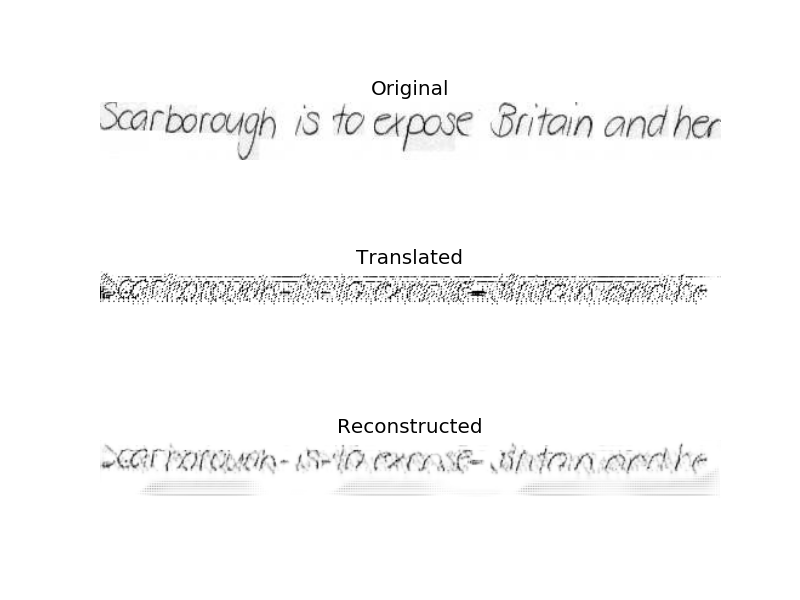 Original
Scarborough is to expose Britain and her
Translated
Scarborough-is-to expose-Britain and he
Reconstructed
Scarborough-is-to expose-Britain and he